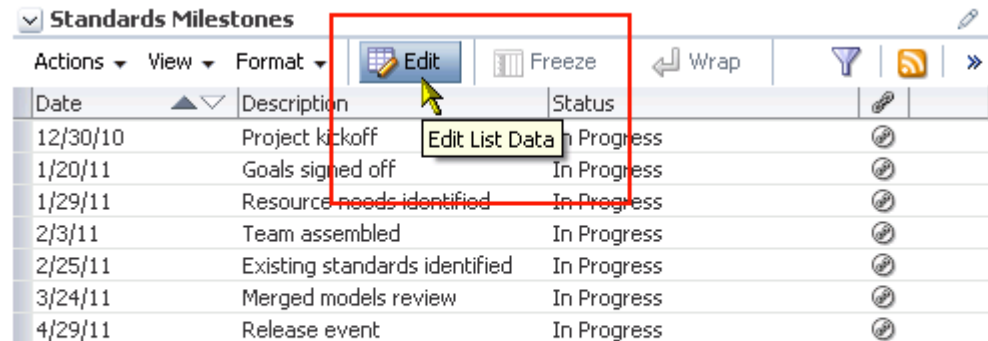 Standards Milestones
Actions View Format Edit Freeze Wrap
Date Description Status
12/30/10 Project kickoff In Progress
Edit List Data
1/20/11 Goals signed off In Progress
1/29/11 Resource needs identified In Progress
2/3/11 Team assembled In Progress
2/25/11 Existing standards identified In Progress
3/24/11 Merged models review In Progress
4/29/11 Release event In Progress